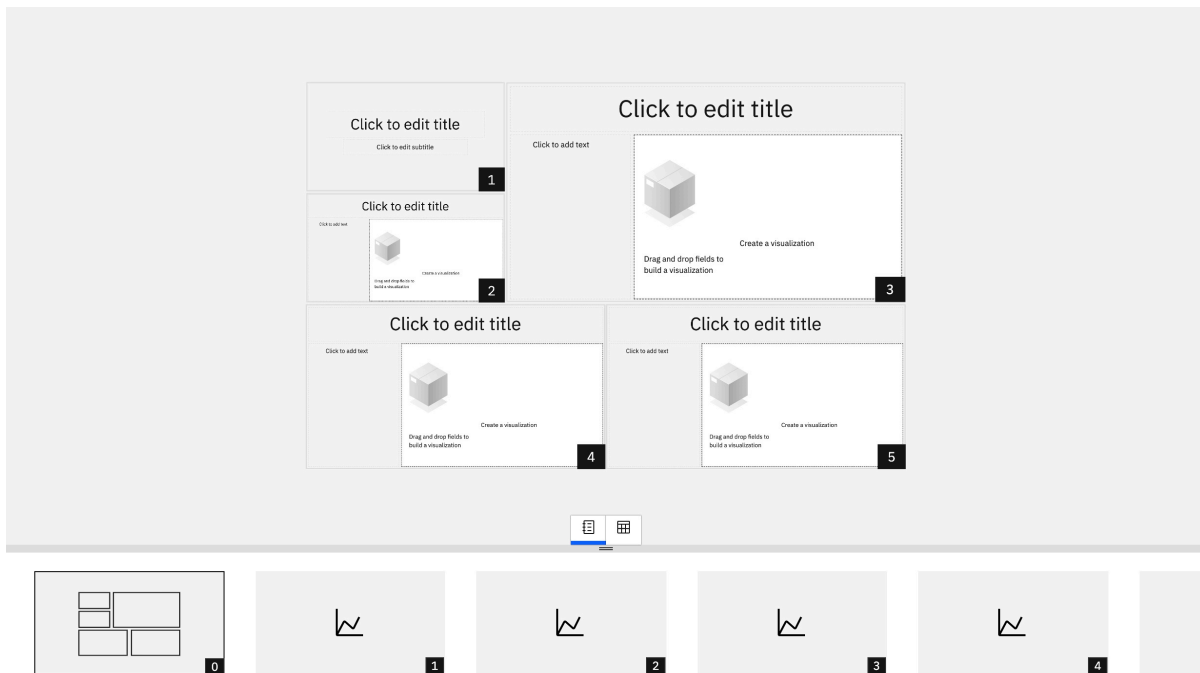 Click to edit title
Click to edit subtitle
1
Click to edit title
Click to add text
Create a visualization
Drag and drop fields to
build a visualization
2
Click to edit title
Click to add text
Create a visualization
Drag and drop fields to
build a visualization
3
Click to edit title
Click to add text
Create a visualization
Drag and drop fields to
build a visualization
4
Click to edit title
Click to add text
Create a visualization
Drag and drop fields to
build a visualization
5
0
1
2
3
4